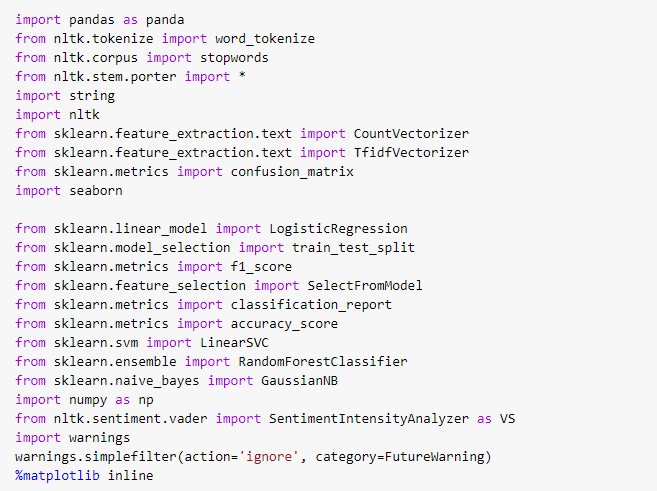 import pandas as panda
from nltk.tokenize import word_tokenize
from nltk.corpus import stopwords
from nltk.stem.porter import *
import string
import nltk
from sklearn.feature_extraction.text import CountVectorizer
from sklearn.feature_extraction.text import TfidfVectorizer
from sklearn.metrics import confusion_matrix
import seaborn

from sklearn.linear_model import LogisticRegression
from sklearn.model_selection import train_test_split
from sklearn.metrics import f1_score
from sklearn.feature_selection import SelectFromModel
from sklearn.metrics import classification_report
from sklearn.metrics import accuracy_score
from sklearn.svm import LinearSVC
from sklearn.ensemble import RandomForestClassifier
from sklearn.naive_bayes import GaussianNB
import numpy as np
from nltk.sentiment.vader import SentimentIntensityAnalyzer as VS
import warnings
warnings.simplefilter(action='ignore', category=FutureWarning)
%matplotlib inline